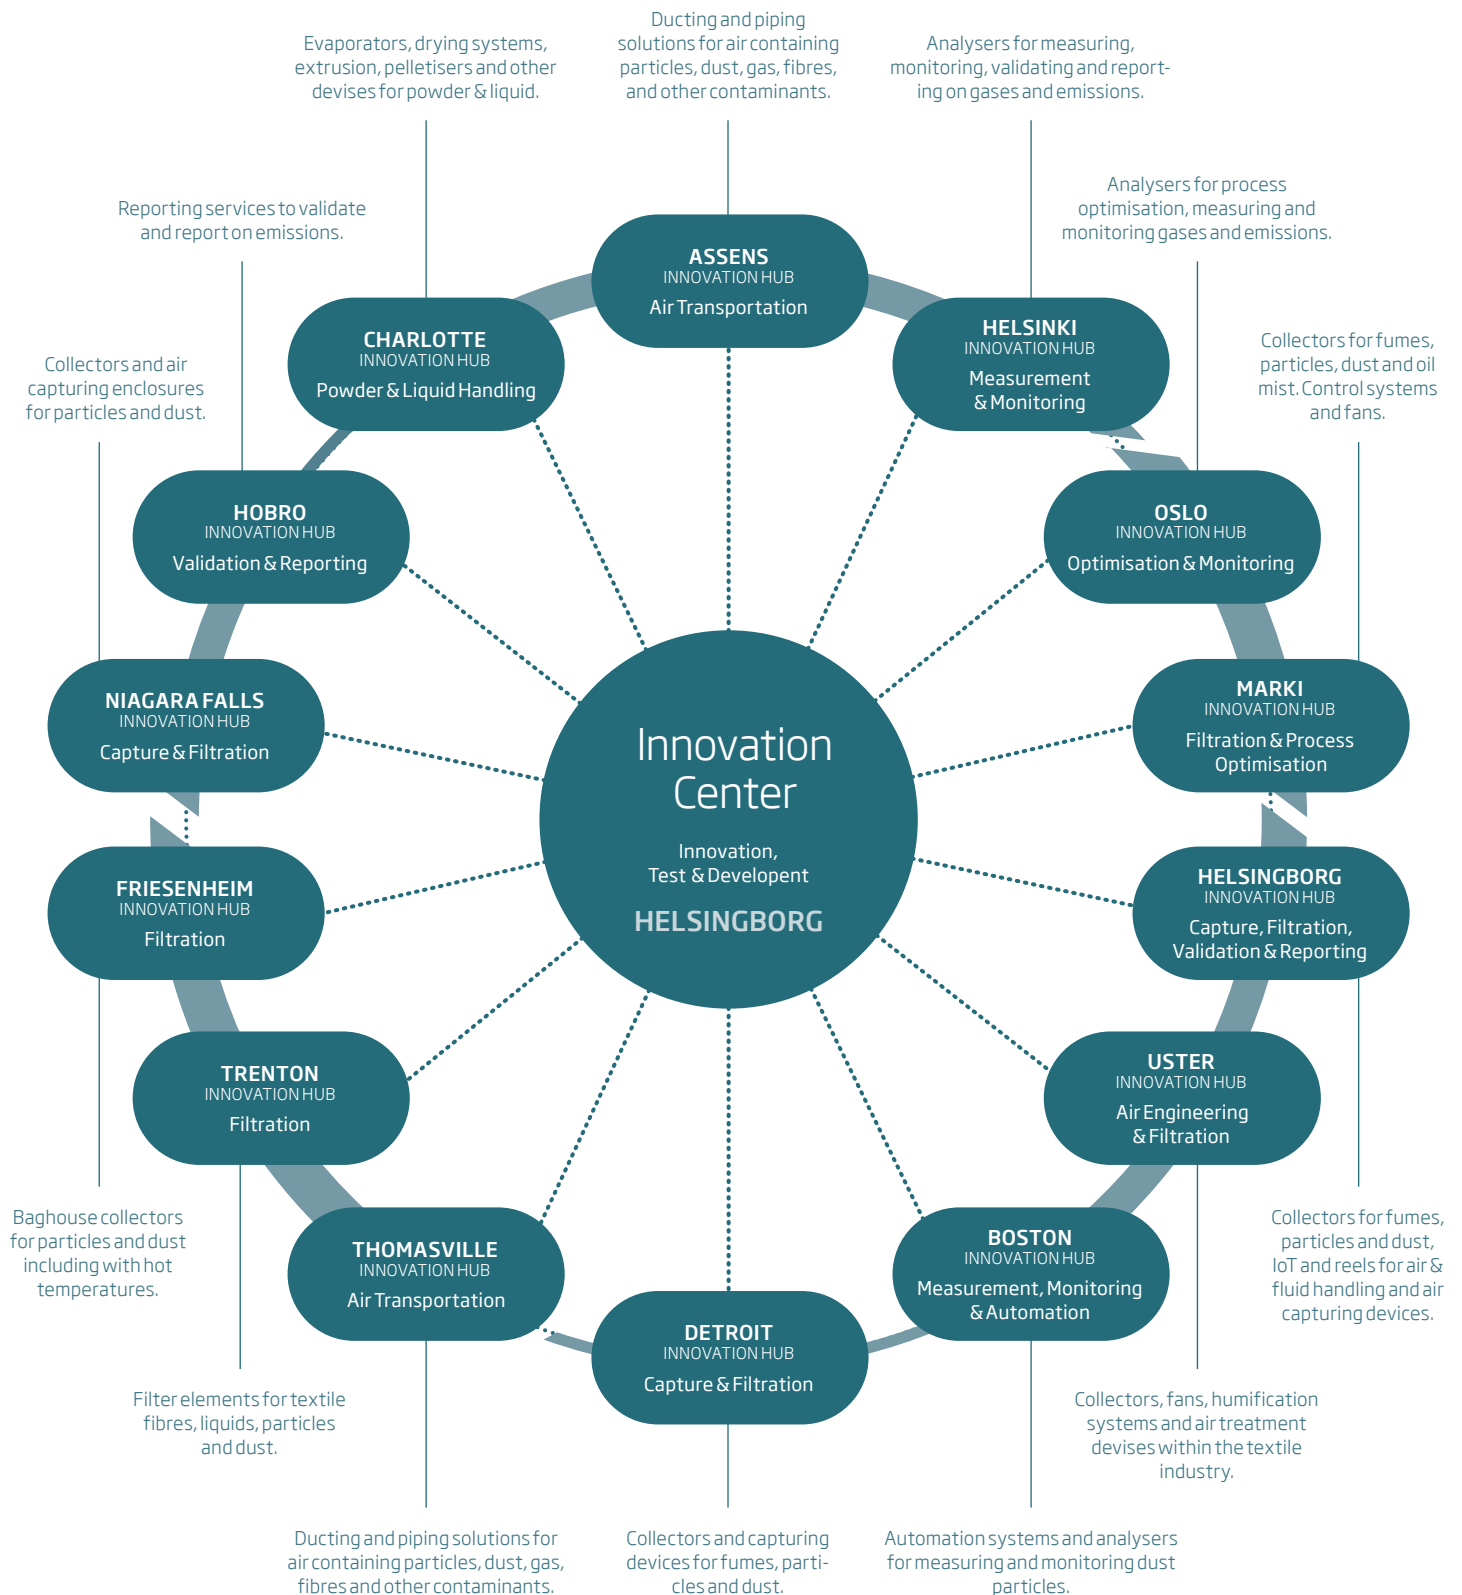 Ducting and piping
solutions for air containing
particles, dust, gas, fibres,
and other contaminants.
Evaporators, drying systems,
extrusion, pelletisers and other
devises for powder & liquid.
Analysers for measuring,
monitoring, validating and report-
ing on gases and emissions.
Reporting services to validate
and report on emissions.
Analysers for process
optimisation, measuring and
monitoring gases and emissions.
Collectors and air
capturing enclosures
for particles and dust.
Collectors for fumes,
particles, dust and oil
mist. Control systems
and fans.
ASSENS
INNOVATION HUB
Air Transportation
CHARLOTTE
INNOVATION HUB
Powder & Liquid Handling
HELSINKI
INNOVATION HUB
Measurement
& Monitoring
HOBRO
INNOVATION HUB
Validation & Reporting
OSLO
INNOVATION HUB
Optimisation & Monitoring
NIAGARA FALLS
INNOVATION HUB
Capture & Filtration
MARKI
INNOVATION HUB
Filtration & Process
Optimisation
Innovation
Center
Innovation,
Test & Developent
HELSINGBORG
FRIESENHEIM
INNOVATION HUB
Filtration
HELSINGBORG
INNOVATION HUB
Capture, Filtration,
Validation & Reporting
TRENTON
INNOVATION HUB
Filtration
USTER
INNOVATION HUB
Air Engineering
& Filtration
THOMASVILLE
INNOVATION HUB
Air Transportation
BOSTON
INNOVATION HUB
Measurement, Monitoring
& Automation
DETROIT
INNOVATION HUB
Capture & Filtration
Baghouse collectors
for particles and dust
including with hot
temperatures.
Collectors for fumes,
particles and dust,
IoT and reels for air &
fluid handling and air
capturing devices.
Filter elements for textile
fibres, liquids, particles
and dust.
Collectors, fans, humification
systems and air treatment
devises within the textile
industry.
Ducting and piping solutions for
air containing particles, dust, gas,
fibres and other contaminants.
Collectors and capturing
devices for fumes, parti-
cles and dust.
Automation systems and analysers
for measuring and monitoring dust
particles.